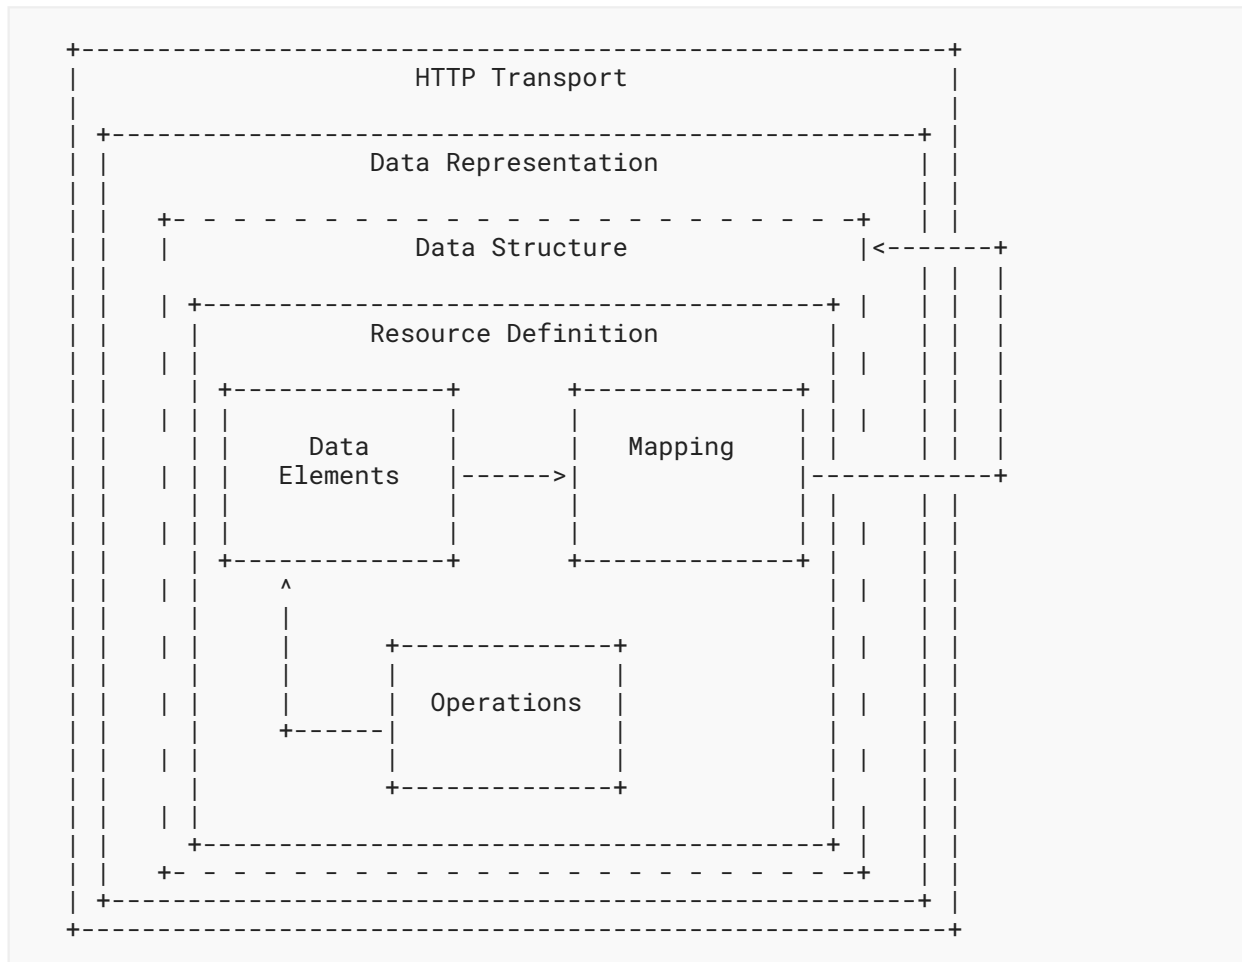 HTTP Transport
Data Representation
Data Structure
Resource Definition
Data
Elements
Mapping
Operations